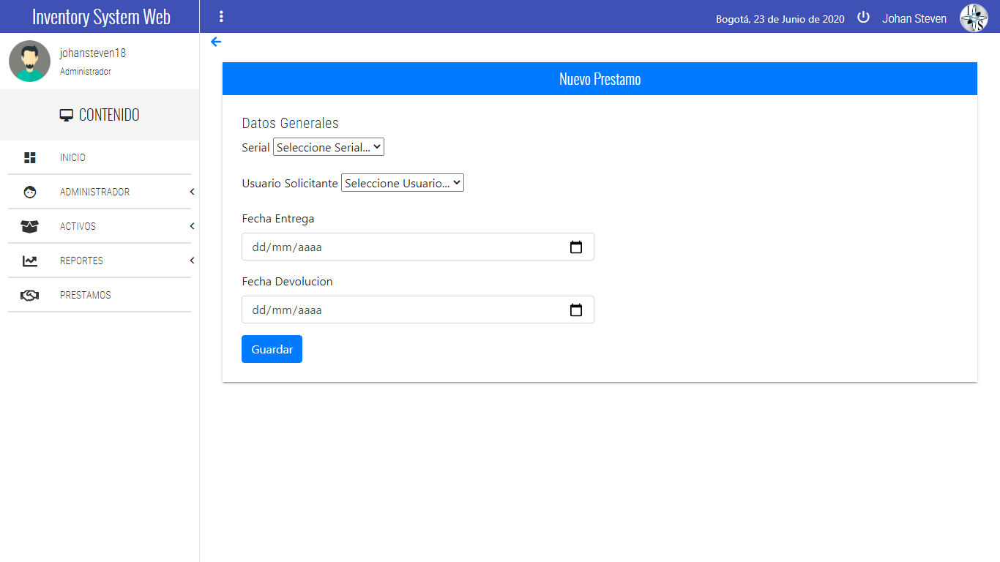 Inventory System Web
Bogotá, 23 de Junio de 2020
Johan Steven
johansteven18
Administrador
CONTENIDO
INICIO
ADMINISTRADOR
ACTIVOS
REPORTES
PRESTAMOS
Nuevo Prestamo
Datos Generales
Serial Seleccione Serial...
Usuario Solicitante Seleccione Usuario...
Fecha Entrega
dd/mm/aaaa
Fecha Devolucion
dd/mm/aaaa
Guardar